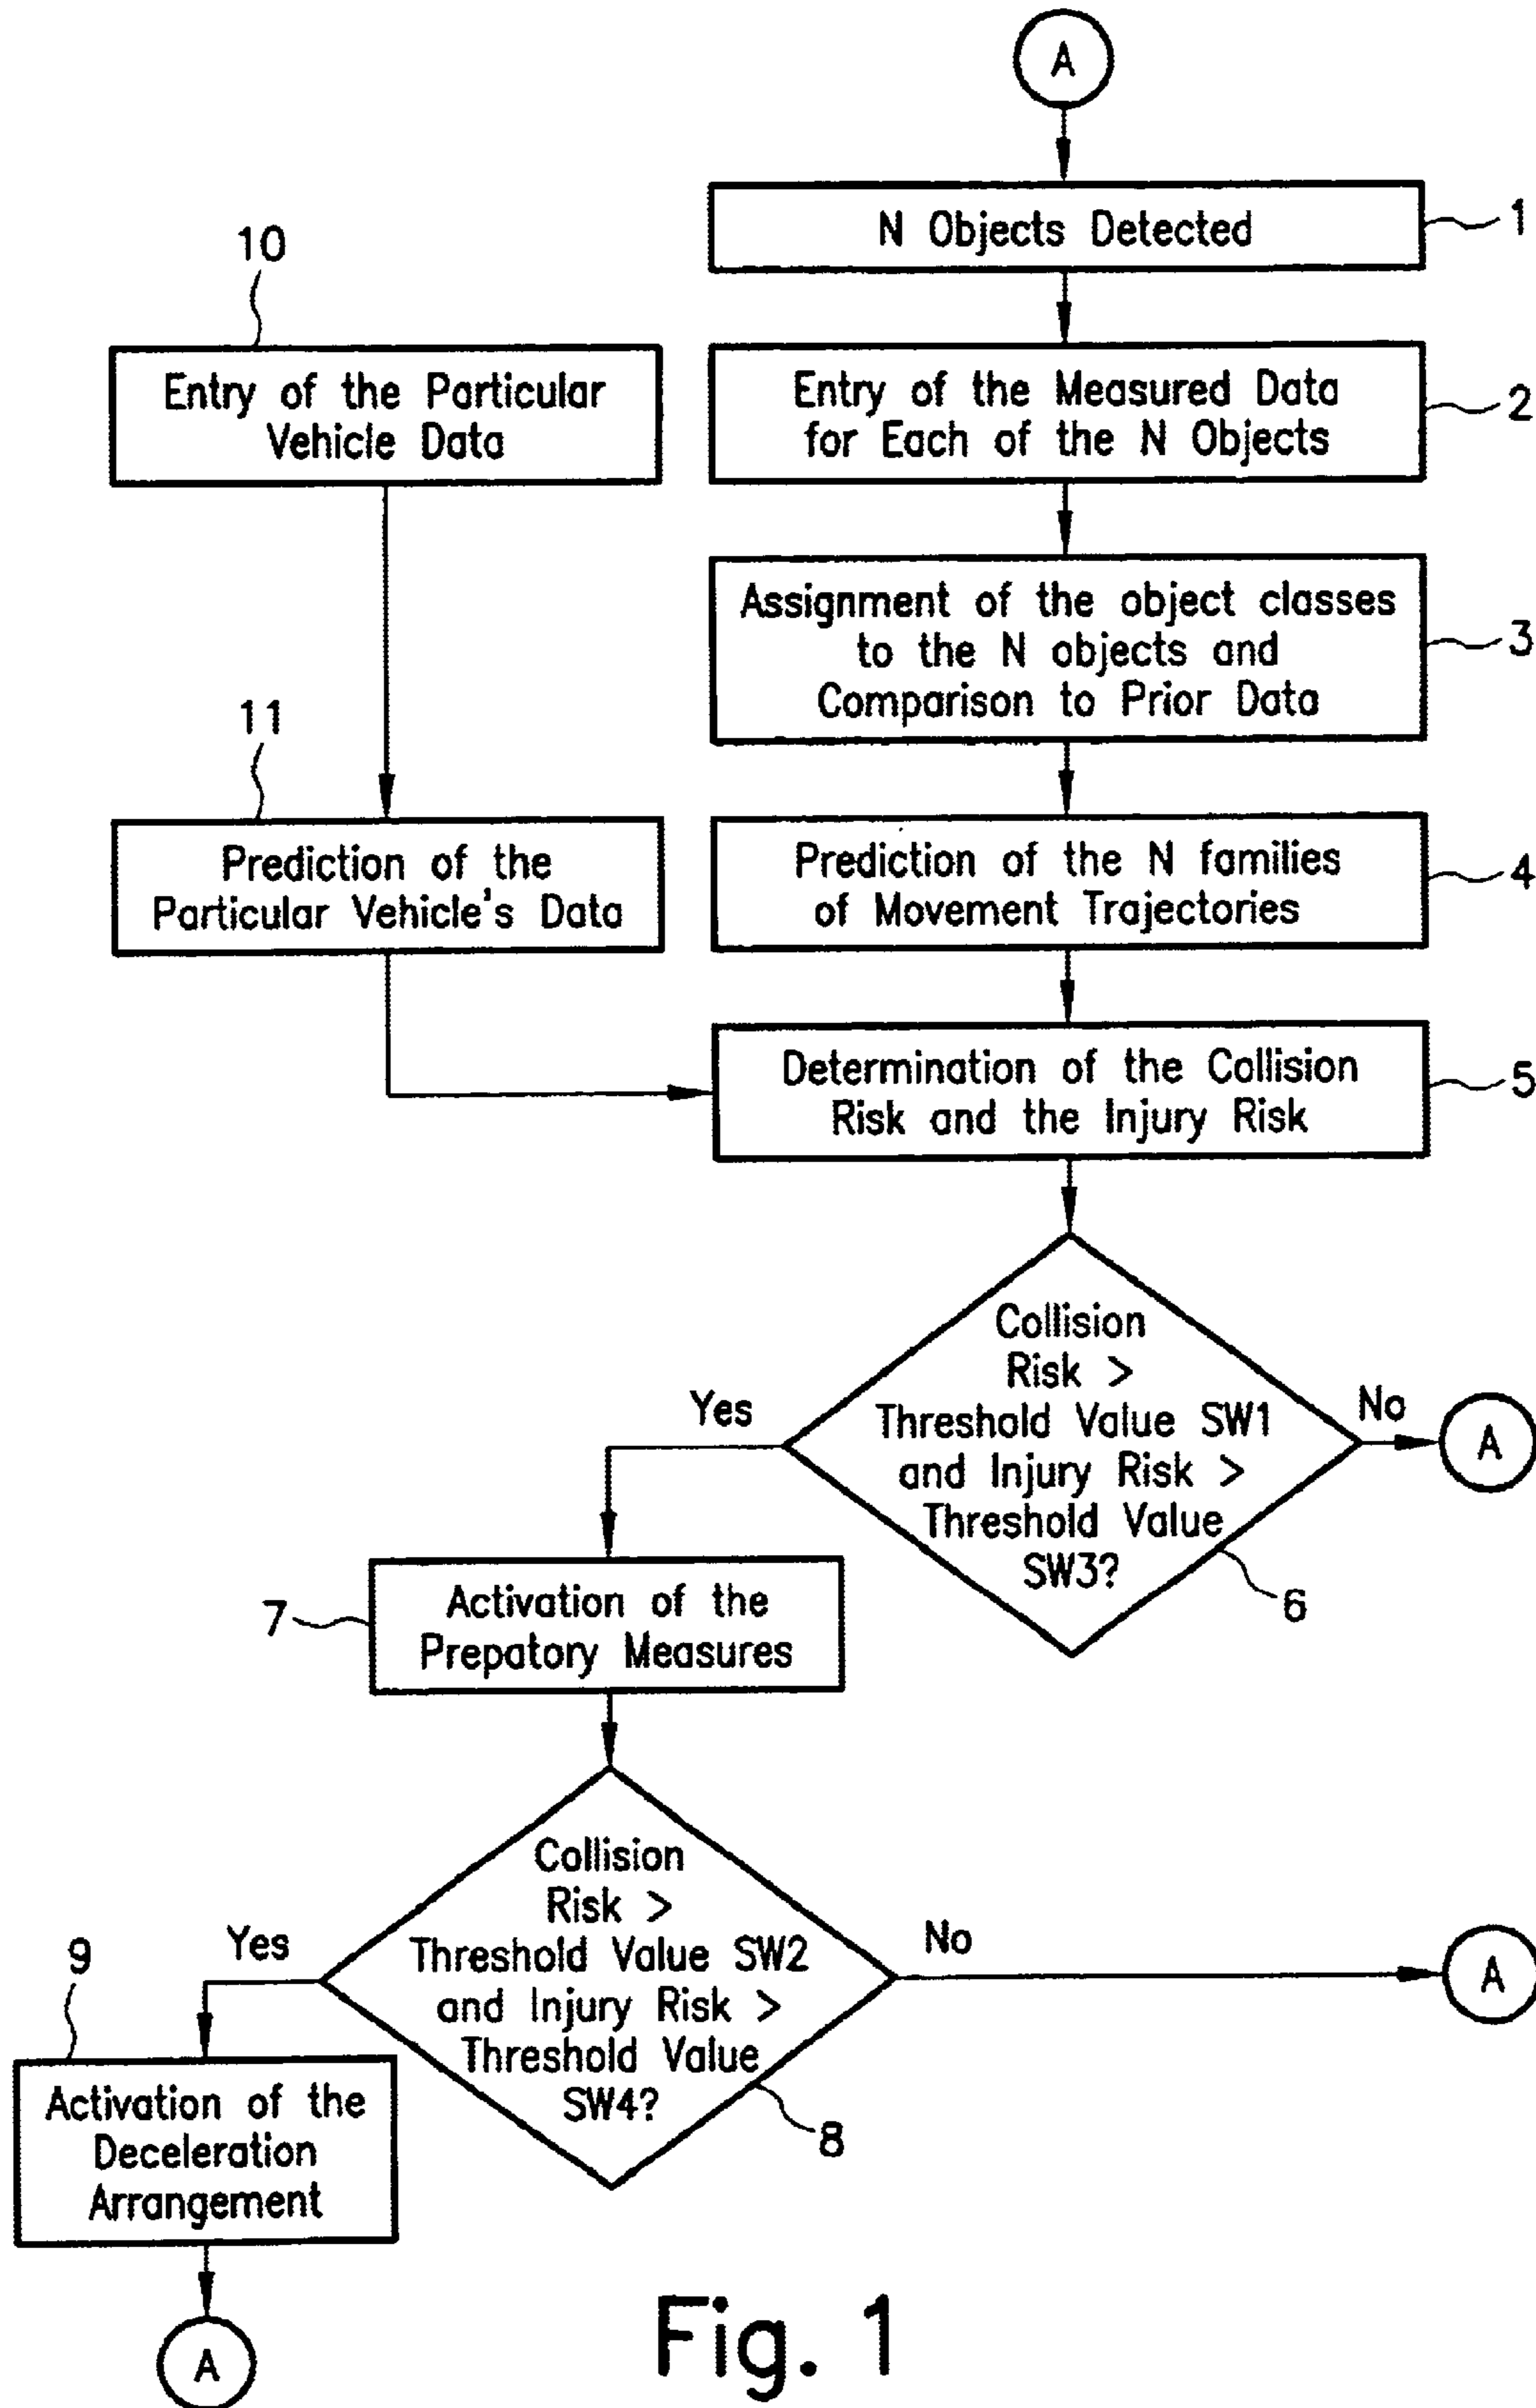 A
N Objects Detected
1
10
Entry of the Particular
Vehicle Data
Entry of the Measured Data
for Each of the N Objects
2
Assignment of the object classes
to the N objects and
Comparison to Prior Data
3
11
Prediction of the
Particular Vehicle's Data
Prediction of the N families
of Movement Trajectories
4
Determination of the Collision
Risk and the Injury Risk
5
Collision
Risk >
Threshold Value SW1
and Injury Risk >
Threshold Value
SW3?
Yes
No
A
6
7
Activation of the
Prepatory Measures
Collision
Risk >
Threshold Value SW2
and Injury Risk >
Threshold Value
SW4?
Yes
No
A
8
9
Activation of the
Deceleration
Arrangement
A
Fig. 1